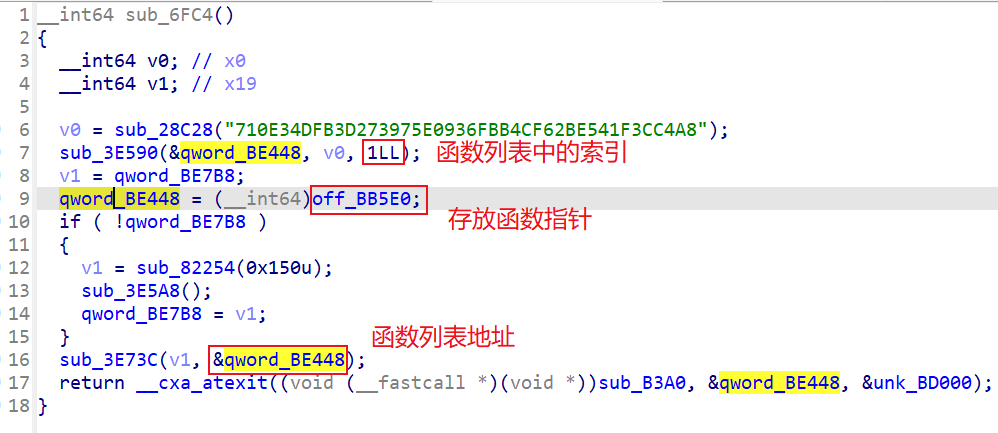 1 __int64 sub_6FC4()
2 {
3 __int64 v0; // x0
4 __int64 v1; // x19
5
6 v0 = sub_28C28("710E34DFB3D273975E0936FBB4CF62BE541F3CC4A8");
7 sub_3E590(&qword_BE448, v0, 1LL); 函数列表中的索引
8 v1 = qword_BE7B8;
9 qword_BE448 = (__int64)off_BB5E0;
10 if ( !qword_BE7B8 ) 存放函数指针
11 {
12 v1 = sub_82254(0x150u);
13 sub_3E5A8();
14 qword_BE7B8 = v1;
15 } 函数列表地址
16 sub_3E73C(v1, &qword_BE448);
17 return __cxa_atexit((void (__fastcall *)(void *))sub_B3A0, &qword_BE448, &unk_BD000);
18 }